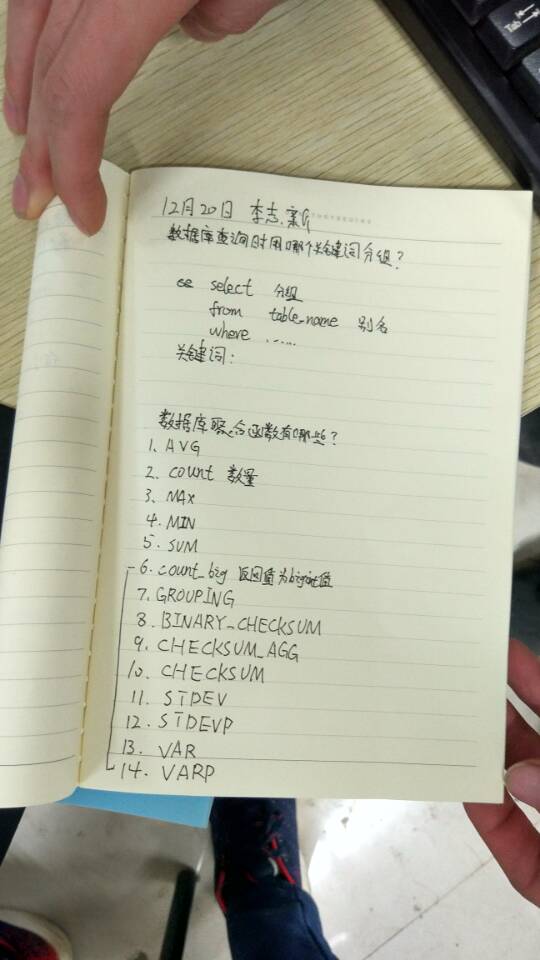 Tab
12月20日 李志
数据库查询时用哪个关键词分组?
select 分组
from table_name 别名
where ......
关键词:
数据库聚合函数有哪些?
1. AVG
2. count 数量
3. MAX
4. MIN
5. SUM
6. count_big 返回值为bigint值
7. GROUPING
8. BINARY_CHECKSUM
9. CHECKSUM_AGG
10. CHECKSUM
11. STDEV
12. STDEVP
13. VAR
14. VARP